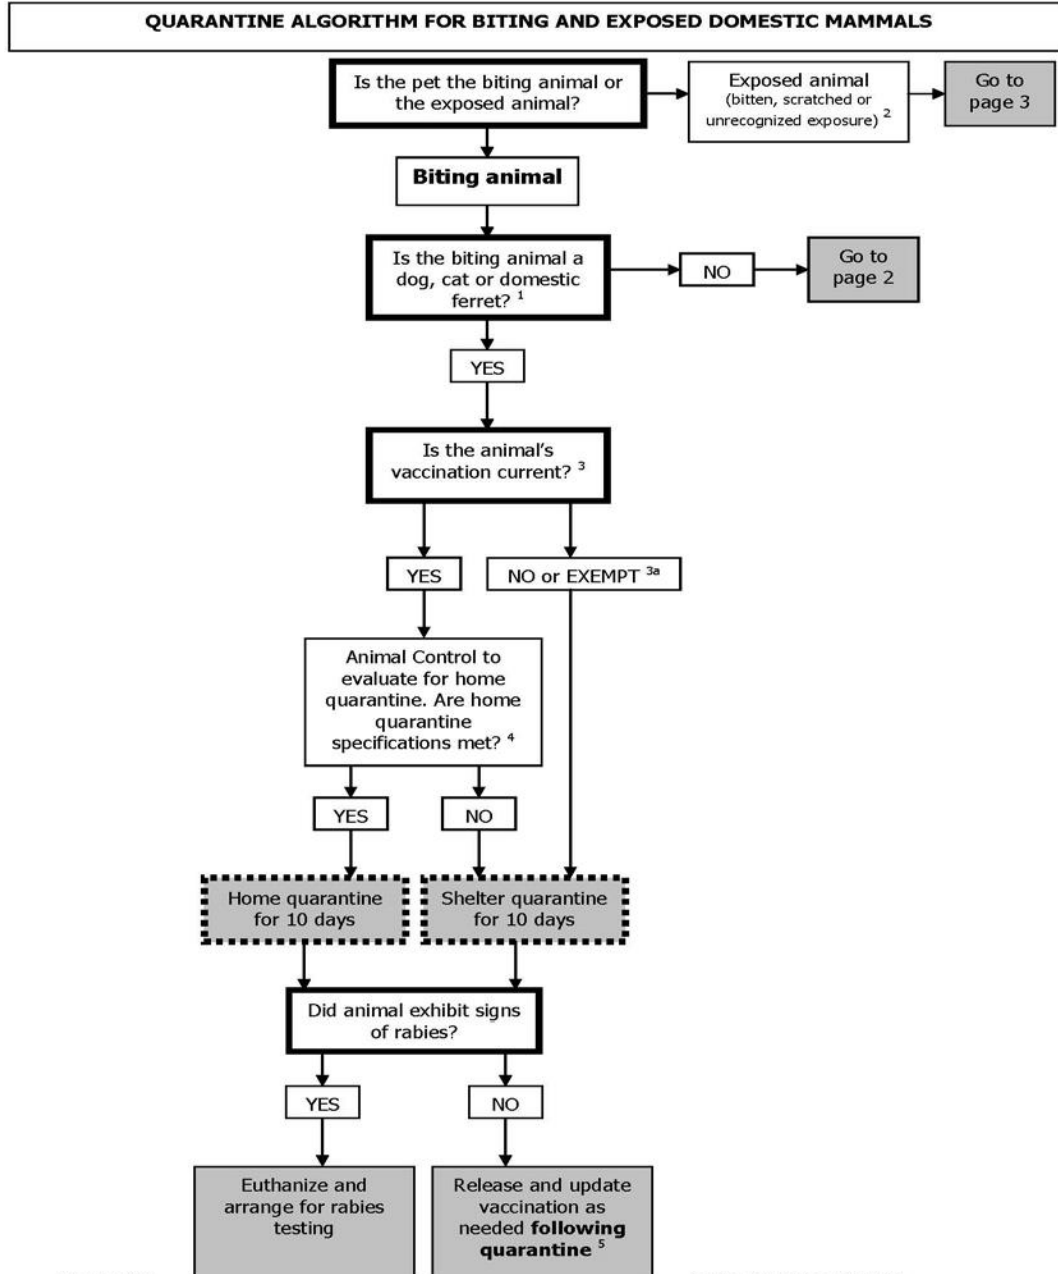 QUARANTINE ALGORITHM FOR BITING AND EXPOSED DOMESTIC MAMMALS
Is the pet the biting animal or
the exposed animal?
Exposed animal
(bitten, scratched or
unrecognized exposure) 2
Go to
page 3
Biting animal
Is the biting animal a
dog, cat or domestic
ferret? 1
NO
Go to
page 2
YES
Is the animal's
vaccination current? 3
YES
NO or EXEMPT 3a
Animal Control to
evaluate for home
quarantine. Are home
quarantine
specifications met? 4
YES
NO
Home quarantine
for 10 days
Shelter quarantine
for 10 days
Did animal exhibit signs
of rabies?
YES
NO
Euthanize and
arrange for rabies
testing
Release and update
vaccination as
needed following
quarantine 5